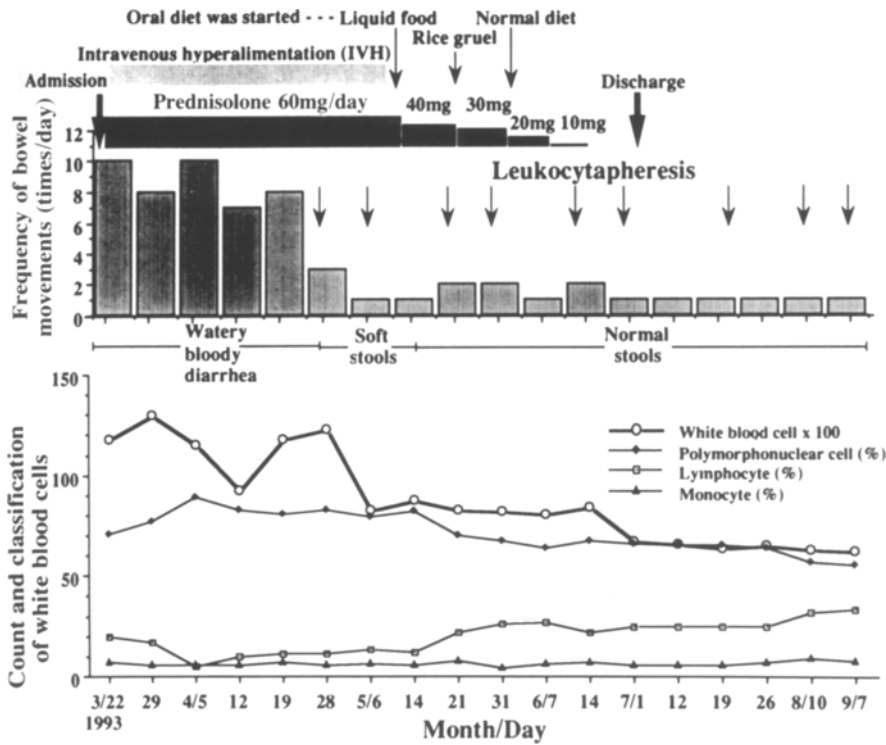 Oral diet was started - - - Liquid food Normal diet
Rice gruel
Intravenous hyperalimentation (IVH)
Admission
Discharge
Prednisolone 60mg/day
40mg 30mg
20mg 10mg
Leukocytapheresis
Frequency of bowel
movements (times/day)
12
10
8
6
4
2
0
Watery
bloody
diarrhea
Soft
stools
Normal
stools
Count and classification
of white blood cells
150
100
50
0
White blood cell x 100
Polymorphonuclear cell (%)
Lymphocyte (%)
Monocyte (%)
3/22 29 4/5 12 19 28 5/6 14 21 31 6/7 14 7/1 12 19 26 8/10 9/7
1993
Month/Day